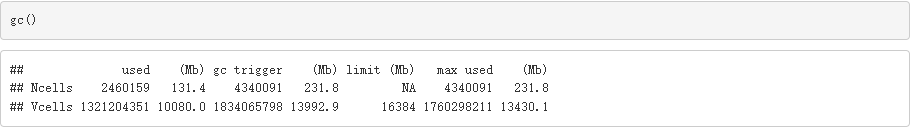 gc()
##             used    (Mb) gc trigger    (Mb) limit (Mb)   max used    (Mb)
## Ncells    2460159   131.4    4340091   231.8         NA    4340091   231.8
## Vcells 1321204351 10080.0 1834065798 13992.9      16384 1760298211 13430.1